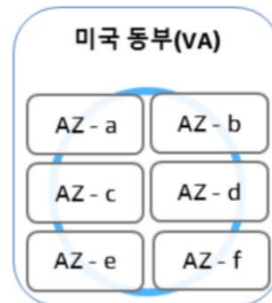 미국 동부(VA)
AZ - a AZ - b
AZ - c AZ - d
AZ - e AZ - f